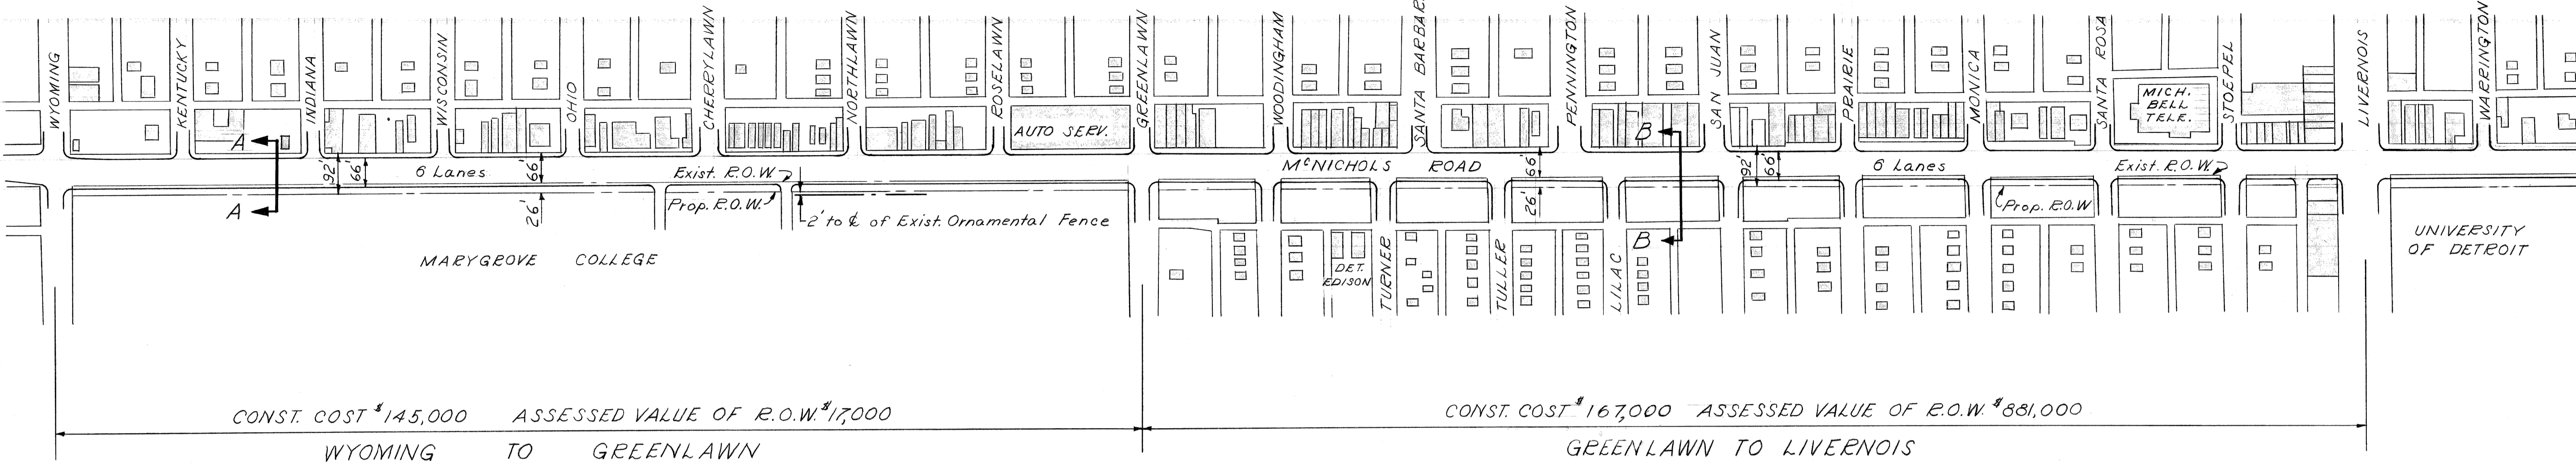 WYOMING
KENTUCKY
INDIANA
WISCONSIN
OHIO
CHERRYLAWN
NORTHLAWN
ROSELAWN
GREENLAWN
WOODINGHAM
SANTA BARBAR
PENNINGTON
SAN JUAN
PRAIRIE
MONICA
SANTA ROSA
STOEPEL
LIVERNOIS
WARRINGTON
AUTO SERV.
MICH.
BELL
TELE.
A
B
92'
66'
6 Lanes
66'
Exist. R.O.W.
McNICHOLS ROAD
66'
92'
66'
6 Lanes
Exist. R.O.W.
A
26'
Prop. R.O.W.
2' to ℄ of Exist. Ornamental Fence
26'
Prop. R.O.W
B
MARYGROVE COLLEGE
DET.
EDISON
TURNER
TULLER
LILAC
UNIVERSITY
OF DETROIT
CONST. COST $145,000 ASSESSED VALUE OF R.O.W. $17,000
CONST. COST $167,000 ASSESSED VALUE OF R.O.W. $881,000
WYOMING TO GREENLAWN
GREENLAWN TO LIVERNOIS